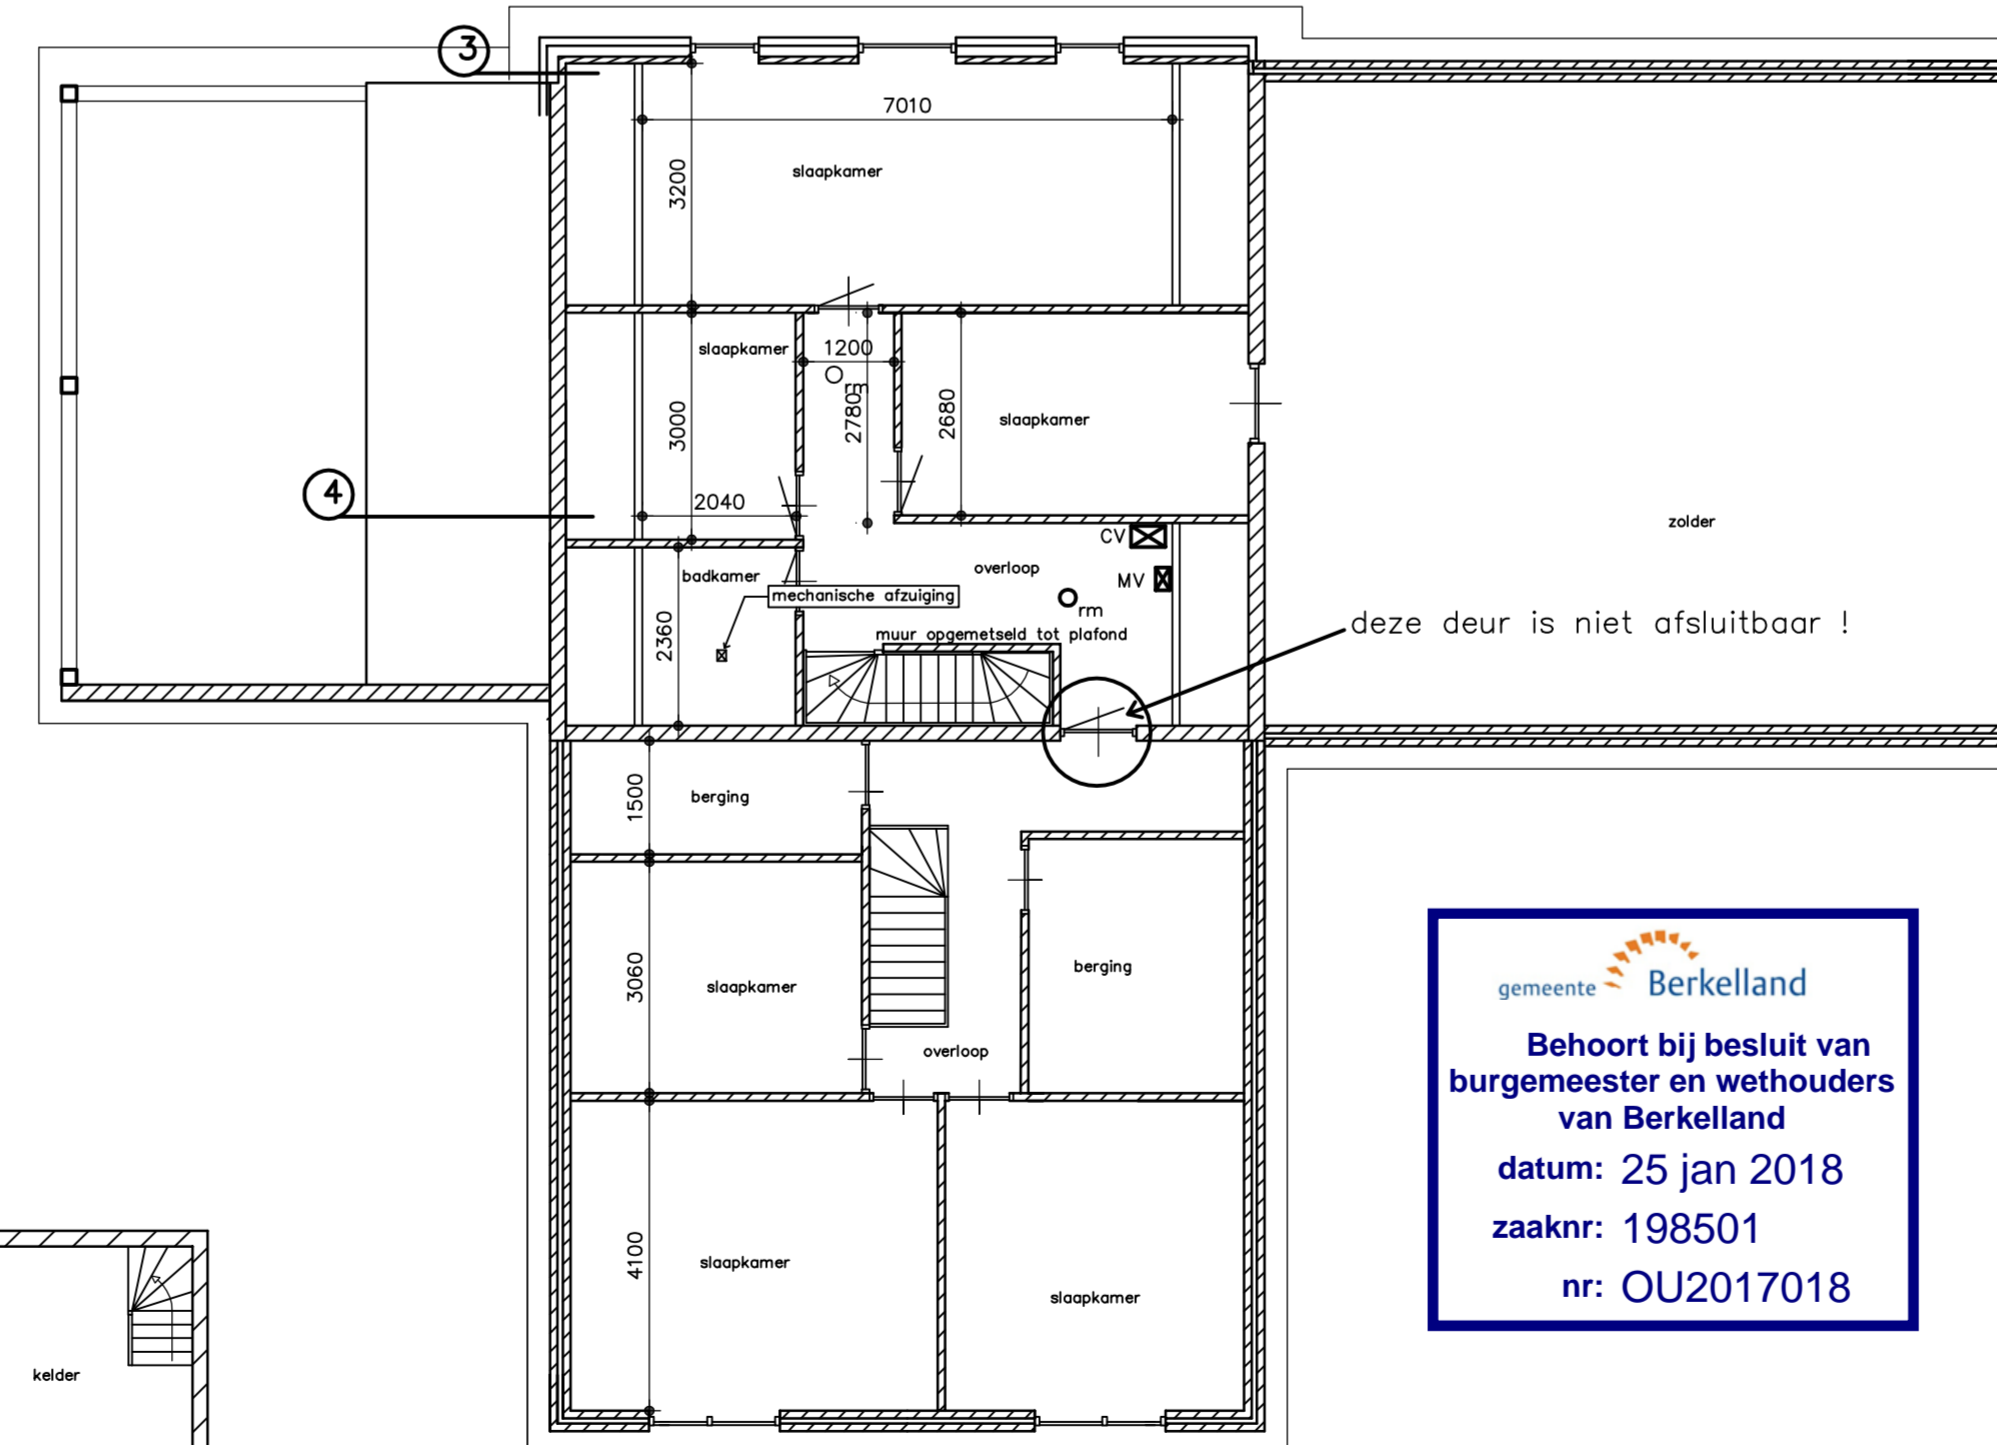 3
7010
slaapkamer
3200
slaapkamer
1200
rm
2780
2680
3000
slaapkamer
4
2040
zolder
CV
overloop
badkamer
MV
mechanische afzuiging
rm
deze deur is niet afsluitbaar !
muur opgemetseld tot plafond
2360
1500
berging
3060
slaapkamer
berging
overloop
4100
slaapkamer
slaapkamer
kelder
gemeente Berkelland
Behoort bij besluit van
burgemeester en wethouders
van Berkelland
datum: 25 jan 2018
zaaknr: 198501
nr: OU2017018